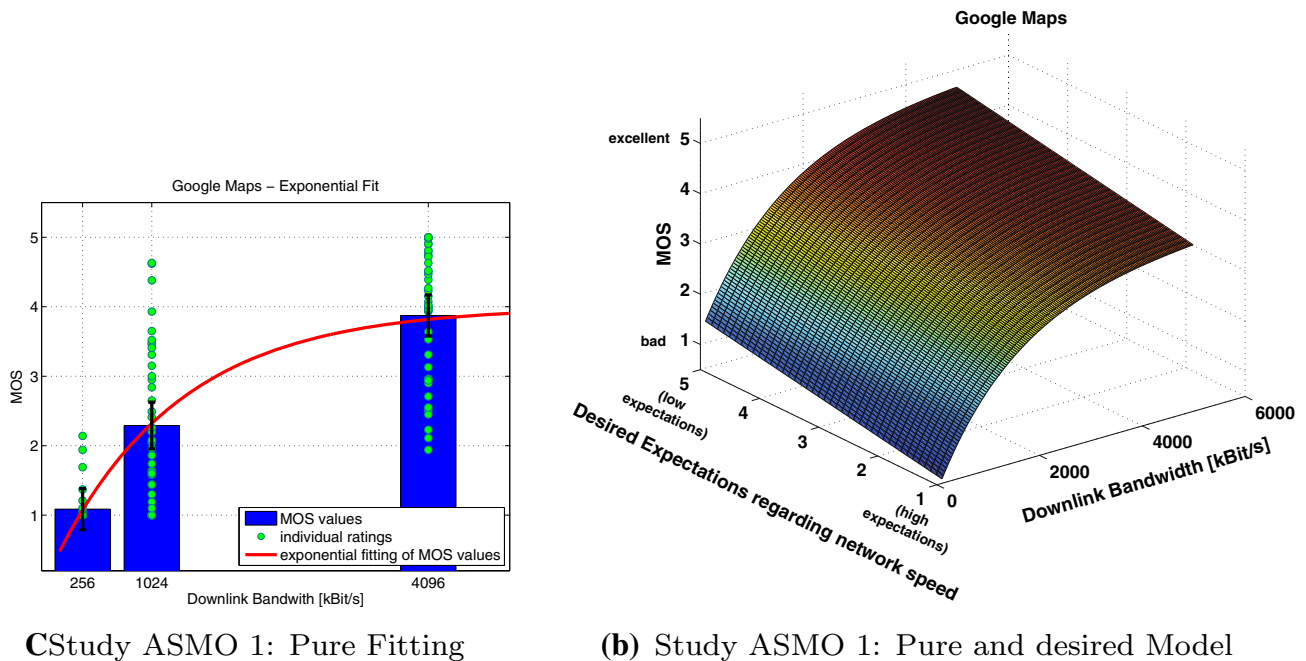 Google Maps – Exponential Fit
MOS
5
4
3
2
1
MOS values
individual ratings
exponential fitting of MOS values
256
1024
4096
Downlink Bandwith [kBit/s]
CStudy ASMO 1: Pure Fitting
Google Maps
MOS
excellent 5
4
3
2
bad 1
5
(low
expectations)
4
3
2
1
(high
expectations)
Desired Expectations regarding network speed
0
2000
4000
6000
Downlink Bandwidth [kBit/s]
(b) Study ASMO 1: Pure and desired Model